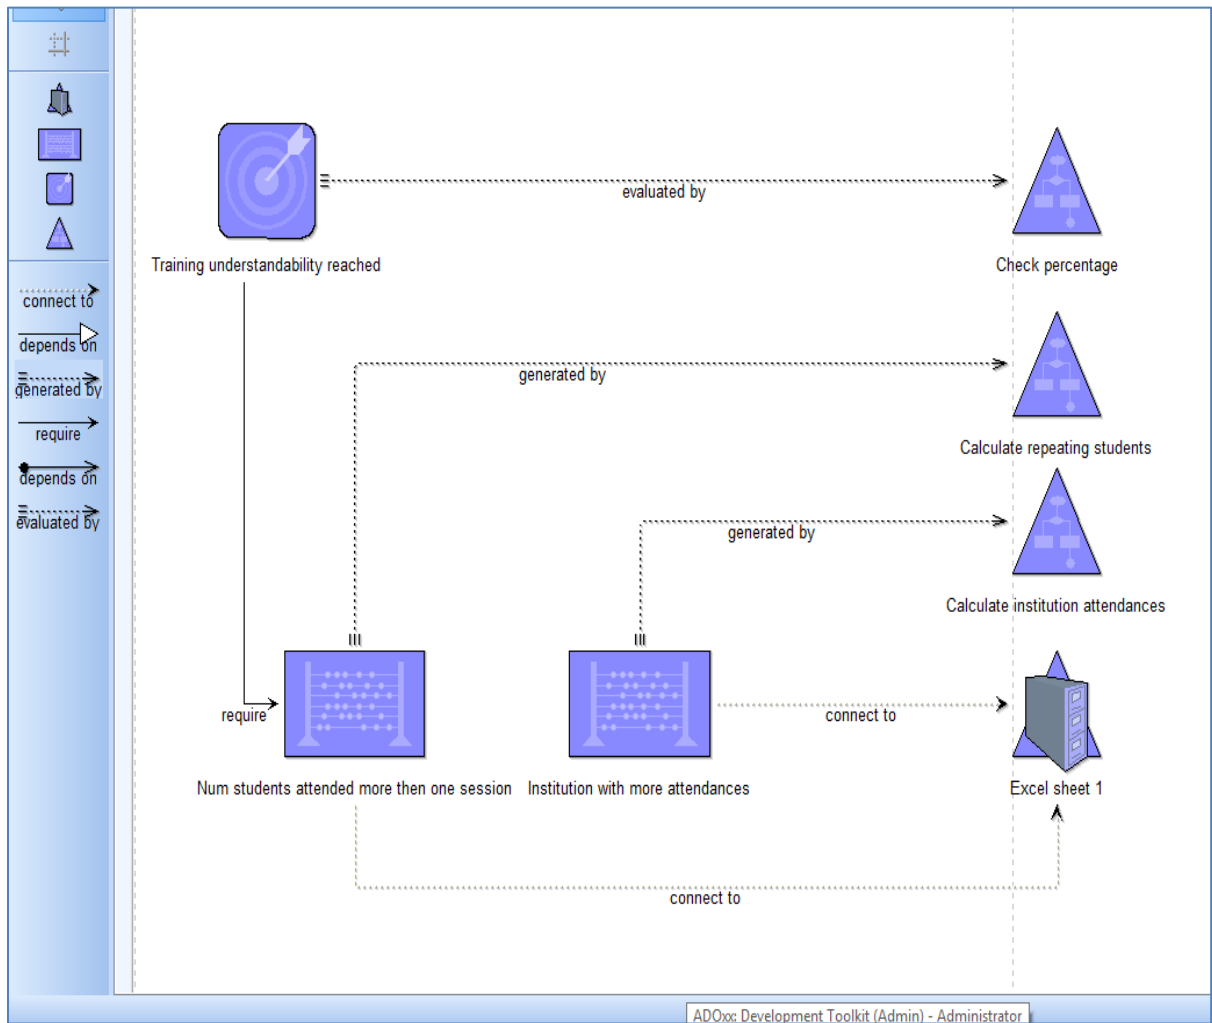 connect to
depends on
generated by
require
depends on
evaluated by
evaluated by
Training understandability reached
Check percentage
generated by
Calculate repeating students
generated by
Calculate institution attendances
require
connect to
Num students attended more then one session
Institution with more attendances
Excel sheet 1
connect to
ADOxx: Development Toolkit (Admin) - Administrator